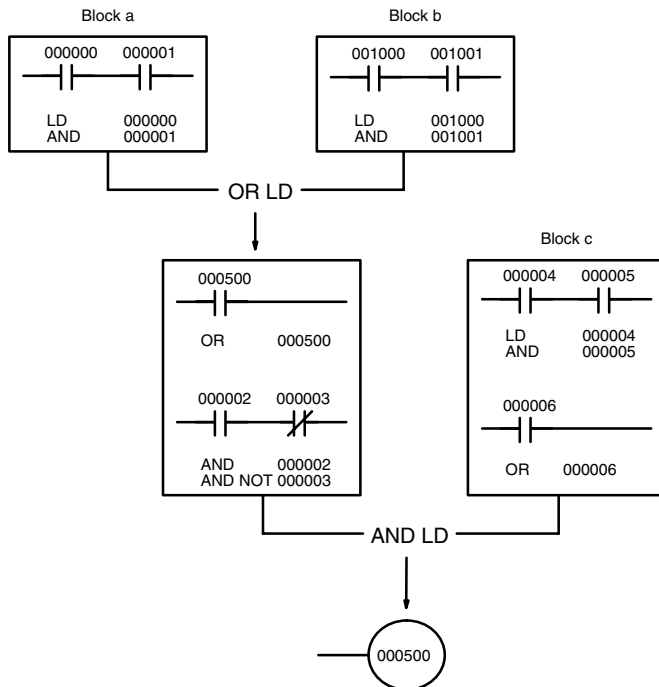 Block a
000000 000001
LD 000000
AND 000001
Block b
001000 001001
LD 001000
AND 001001
OR LD
000500
OR 000500
000002 000003
AND 000002
AND NOT 000003
Block c
000004 000005
LD 000004
AND 000005
000006
OR 000006
AND LD
000500